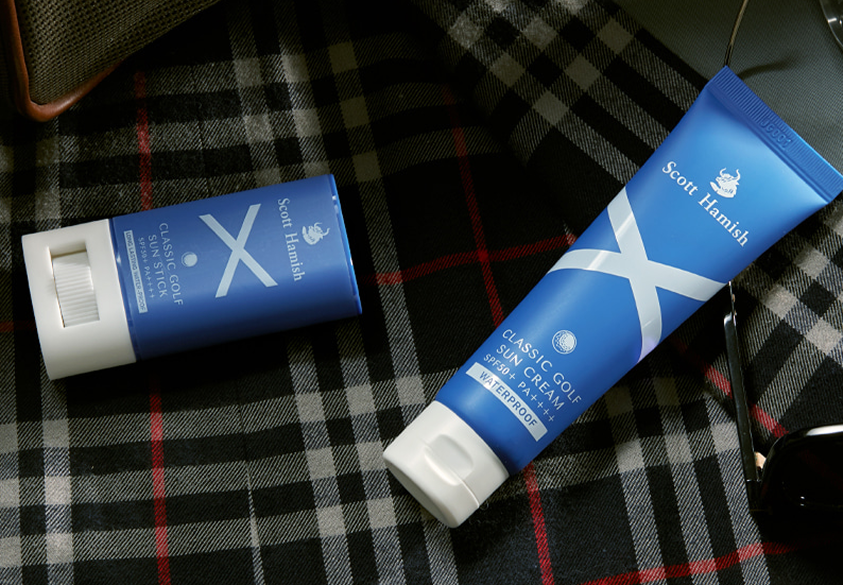 Scott Hamish
CLASSIC GOLF
SUN STICK
SPF50+ PA++++
Scott Hamish
CLASSIC GOLF
SUN CREAM
SPF50+ PA++++
WATERPROOF